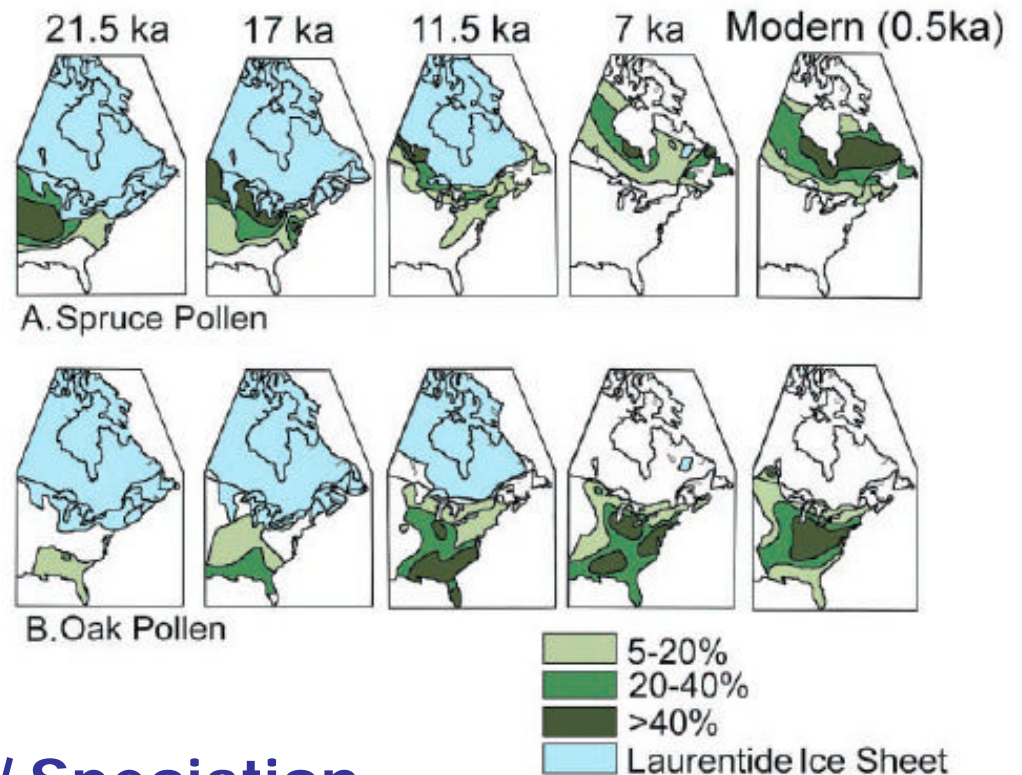 21.5 ka 17 ka 11.5 ka 7 ka Modern (0.5ka)
A. Spruce Pollen
B. Oak Pollen
5-20%
20-40%
>40%
Laurentide Ice Sheet